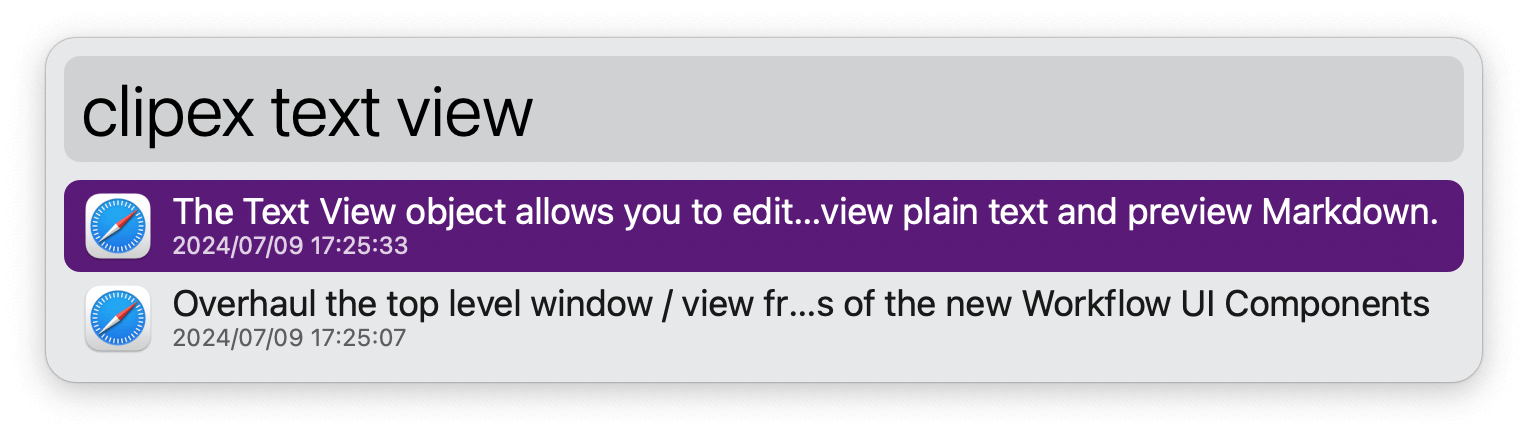 clipex text view
The Text View object allows you to edit...view plain text and preview Markdown.
2024/07/09 17:25:33
Overhaul the top level window / view fr...s of the new Workflow UI Components
2024/07/09 17:25:07